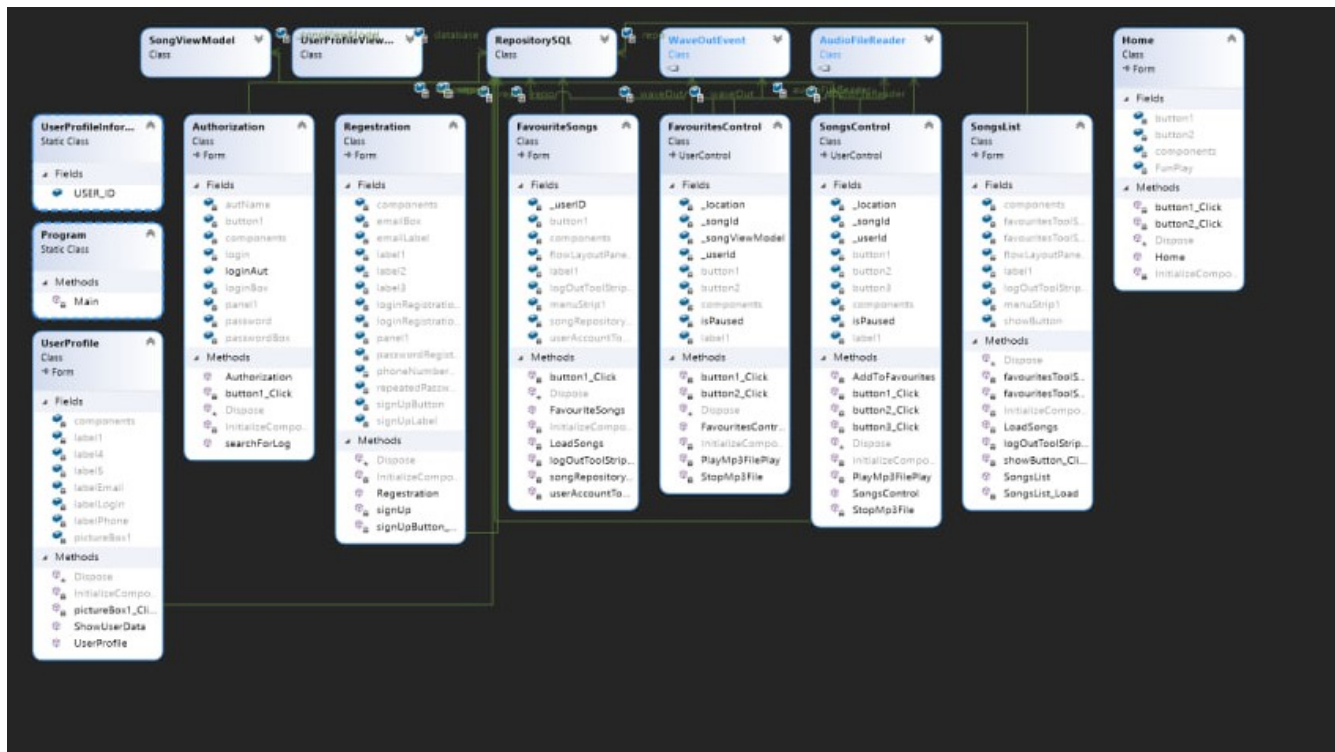 SongViewModel
Class
UserProfileView...
Class
RepositorySQL
Class
WaveOutEvent
Class
AudioFileReader
Class
Home
Class
Form
Fields
button1
button2
components
FunPlay
Methods
button1_Click
button2_Click
Dispose
Home
InitializeCompo...
database
repo
waveOut
waveOut
UserProfileInfor...
Static Class
Fields
USER_ID
Program
Static Class
Methods
Main
UserProfile
Class
Form
Fields
components
label1
label4
label5
labelEmail
labelLogin
labelPhone
pictureBox1
Methods
Dispose
InitializeCompo...
pictureBox1_Cli...
ShowUserData
UserProfile
Authorization
Class
Form
Fields
autName
button1
components
login
loginAut
loginBox
panel1
password
passwordBox
Methods
Authorization
button1_Click
Dispose
InitializeCompo...
searchForLog
Regestration
Class
Form
Fields
components
emailBox
emailLabel
label1
label2
label3
loginRegistratio...
loginRegistratio...
panel1
passwordRegist...
phoneNumber...
repeatedPassw...
signUpButton
signUpLabel
Methods
Dispose
InitializeCompo...
Regestration
signUp
signUpButton_...
FavouriteSongs
Class
Form
Fields
_userID
button1
components
flowLayoutPane...
label1
logOutToolStrip...
menuStrip1
songRepository...
userAccountTo...
Methods
button1_Click
Dispose
FavouriteSongs
InitializeCompo...
LoadSongs
logOutToolStrip...
songRepository...
userAccountTo...
FavouritesControl
Class
UserControl
Fields
_location
_songId
_songViewModel
_userId
button1
button2
components
isPaused
label1
Methods
button1_Click
button2_Click
Dispose
FavouritesContr...
InitializeCompo...
PlayMp3FilePlay
StopMp3File
SongsControl
Class
UserControl
Fields
_location
_songId
_userId
button1
button2
button3
components
isPaused
label1
Methods
AddToFavourites
button1_Click
button2_Click
button3_Click
Dispose
InitializeCompo...
PlayMp3FilePlay
SongsControl
StopMp3File
SongsList
Class
Form
Fields
components
favouritesToolS...
favouritesToolS...
label1
logOutToolStrip...
menuStrip1
showButton
Methods
Dispose
favouritesToolS...
favouritesToolS...
InitializeCompo...
LoadSongs
logOutToolStrip...
showButton_Cli...
SongsList
SongsList_Load